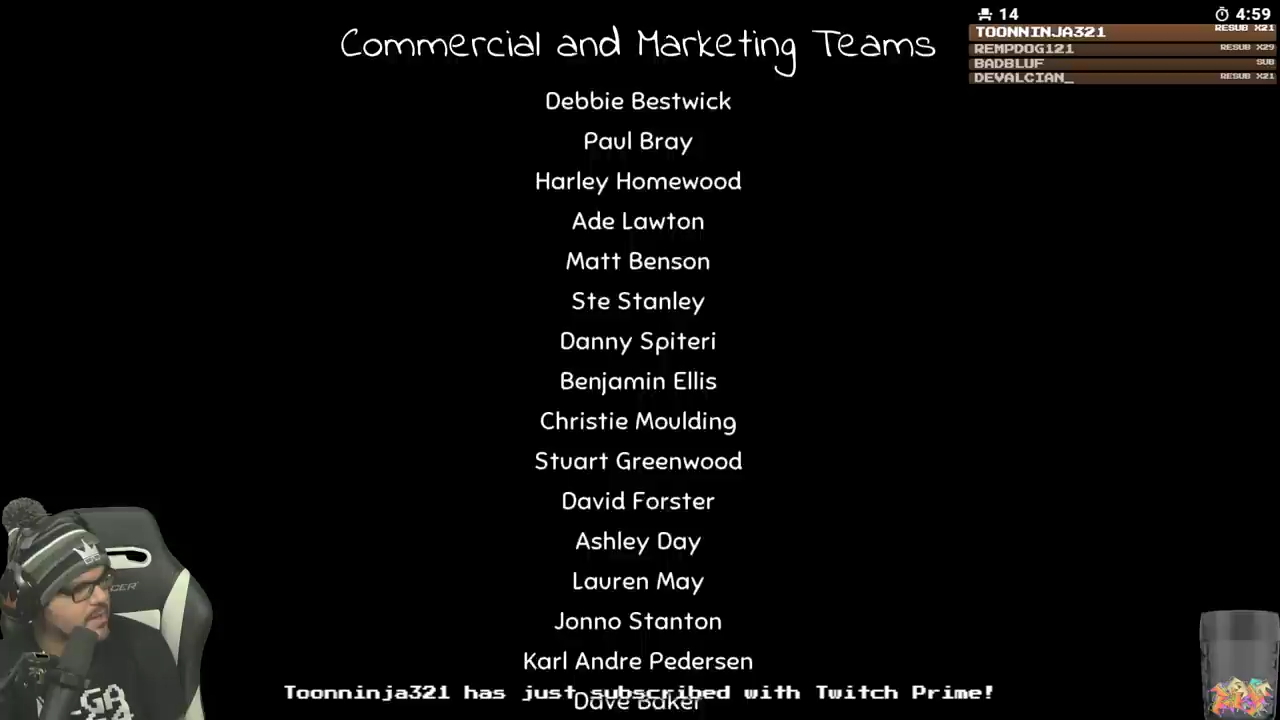 Commercial and Marketing Teams
14
4:59
TOONNINJA321 RESUB X21
REMPDOG121 RESUB X29
BADBLUF SUB
DEVALCIAN_ RESUB X21
Debbie Bestwick
Paul Bray
Harley Homewood
Ade Lawton
Matt Benson
Ste Stanley
Danny Spiteri
Benjamin Ellis
Christie Moulding
Stuart Greenwood
David Forster
Ashley Day
Lauren May
Jonno Stanton
Karl Andre Pedersen
Toonninja321 has just subscribed with Twitch Prime!
Dave Baker